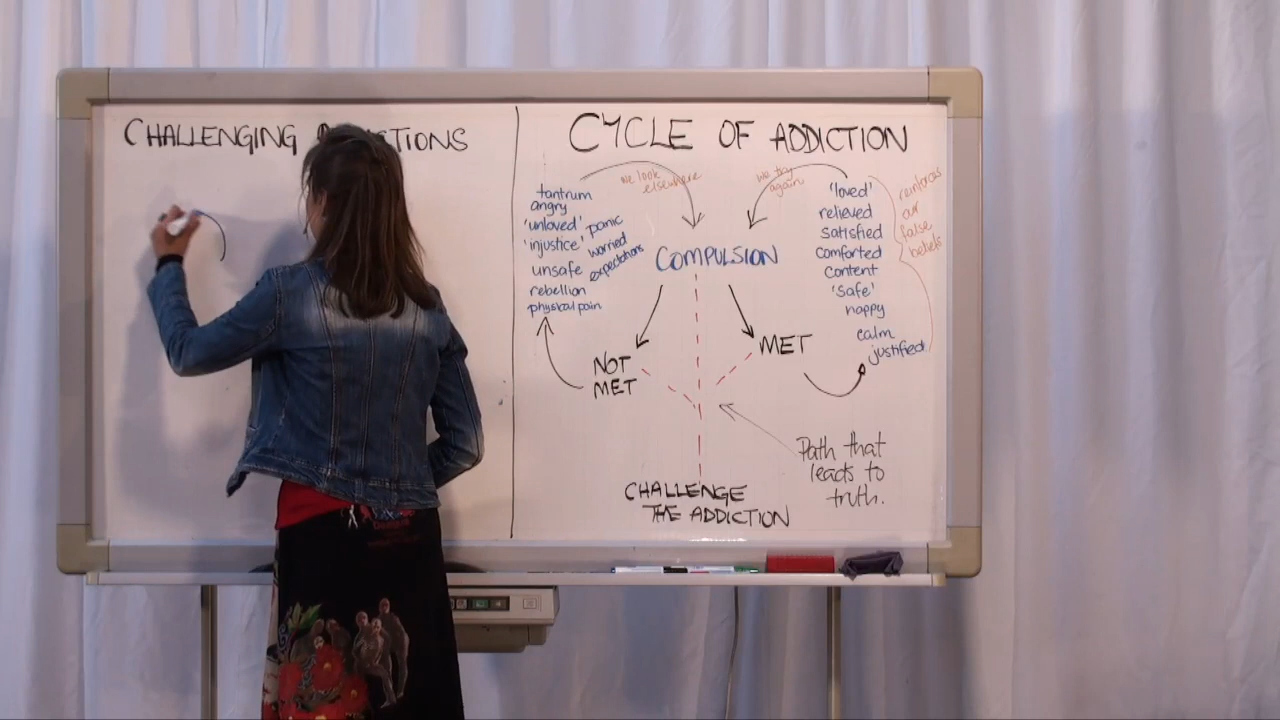 CHALLENGING
CYCLE OF ADDICTION
we look
elsewhere
we try
again
tantrum
angry
'unloved' panic
'injustice' worried
unsafe expectations
rebellion
physical pain
COMPULSION
'loved'
relieved
satisfied
comforted
content
'safe'
happy
calm
justified
reinforces
our
false
beliefs
NOT
MET
MET
Path that
leads to
truth.
CHALLENGE
THE ADDICTION